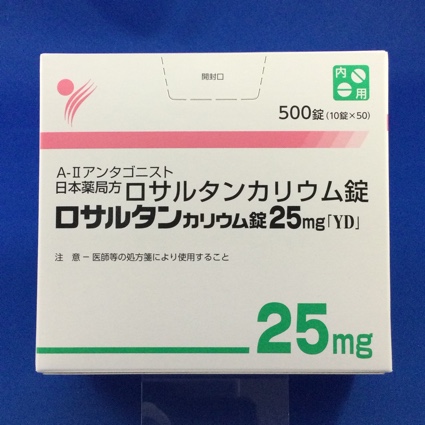 開封口
内用
500錠(10錠×50)
A-Ⅱアンタゴニスト
日本薬局方 ロサルタンカリウム錠
ロサルタンカリウム錠25mg「YD」
注 意－医師等の処方箋により使用すること
25mg